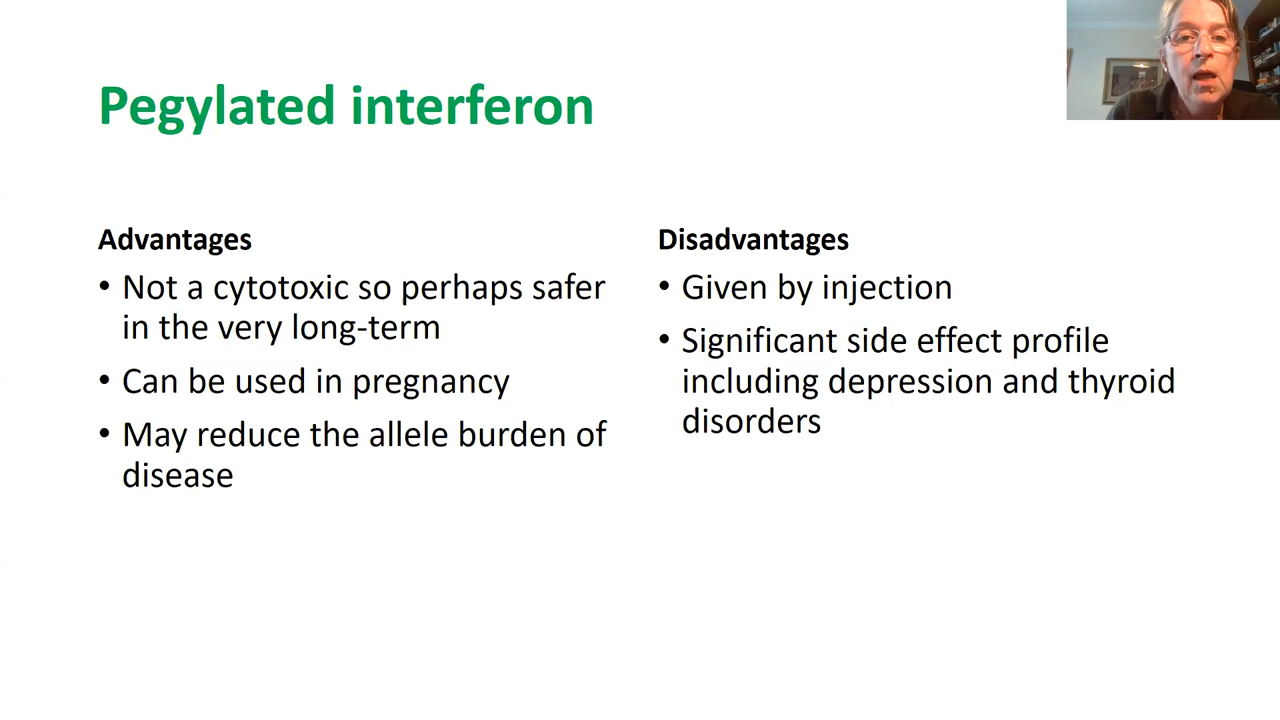 Pegylated interferon
Advantages
• Not a cytotoxic so perhaps safer
in the very long-term
• Can be used in pregnancy
• May reduce the allele burden of
disease
Disadvantages
• Given by injection
• Significant side effect profile
including depression and thyroid
disorders